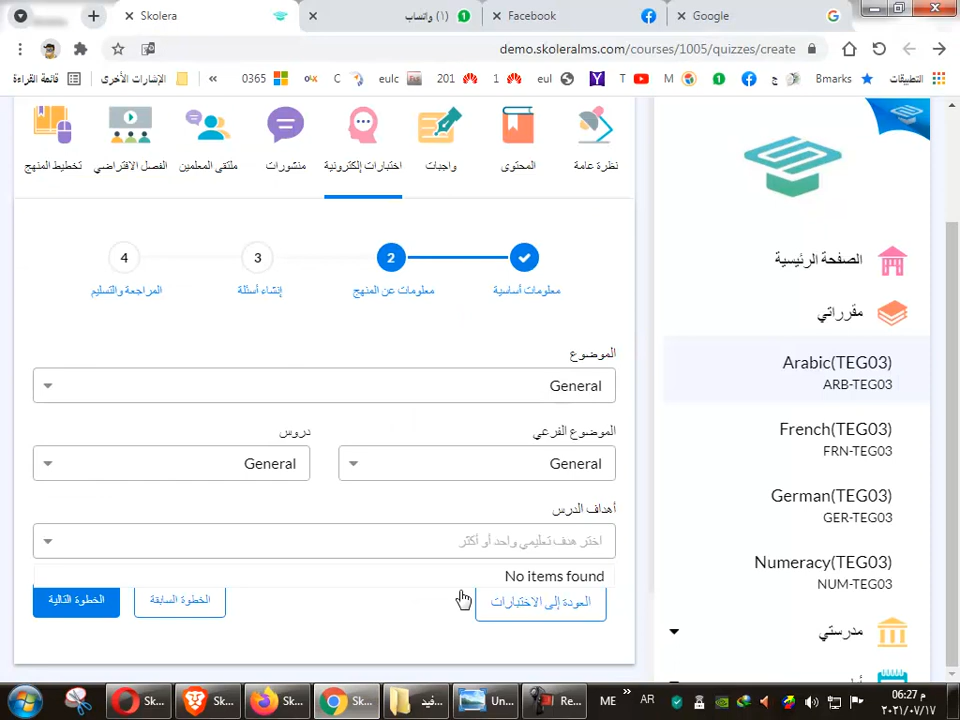 Skolera
(١) واتساب
Facebook
Google
demo.skoleralms.com/courses/1005/quizzes/create
التطبيقات
Bmarks
ج
1
M
T
eul
1
201
eulc
C
0365
»
الإشارات الأخرى
قائمة القراءة
نظرة عامة
المحتوى
واجبات
اختبارات إلكترونية
منشورات
ملتقى المعلمين
الفصل الافتراضي
تخطيط المنهج
2
3
4
معلومات أساسية
معلومات عن المنهج
إنشاء أسئلة
المراجعة والتسليم
الموضوع
General
الموضوع الفرعي
دروس
General
General
أهداف الدرس
اختر هدف تعليمي واحد أو أكثر
No items found
العودة إلى الاختبارات
الخطوة السابقة
الخطوة التالية
الصفحة الرئيسية
مقرراتي
Arabic(TEG03)
ARB-TEG03
French(TEG03)
FRN-TEG03
German(TEG03)
GER-TEG03
Numeracy(TEG03)
NUM-TEG03
مدرستي
Sk...
Sk...
Sk...
Sk...
فيد...
Un...
Re...
ME
AR
06:27 م
٢٠٢١/٠٧/١٧